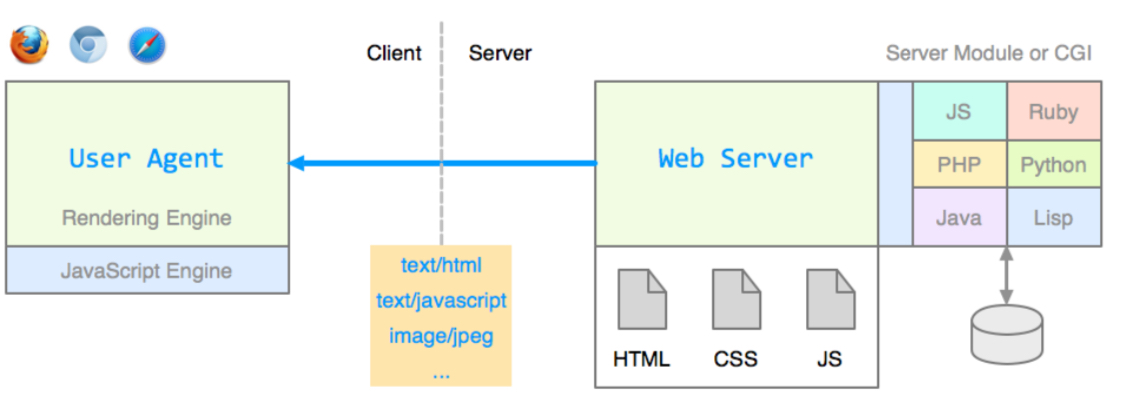 Client
Server
Server Module or CGI
User Agent
Rendering Engine
JavaScript Engine
text/html
text/javascript
image/jpeg
...
Web Server
HTML
CSS
JS
JS
Ruby
PHP
Python
Java
Lisp